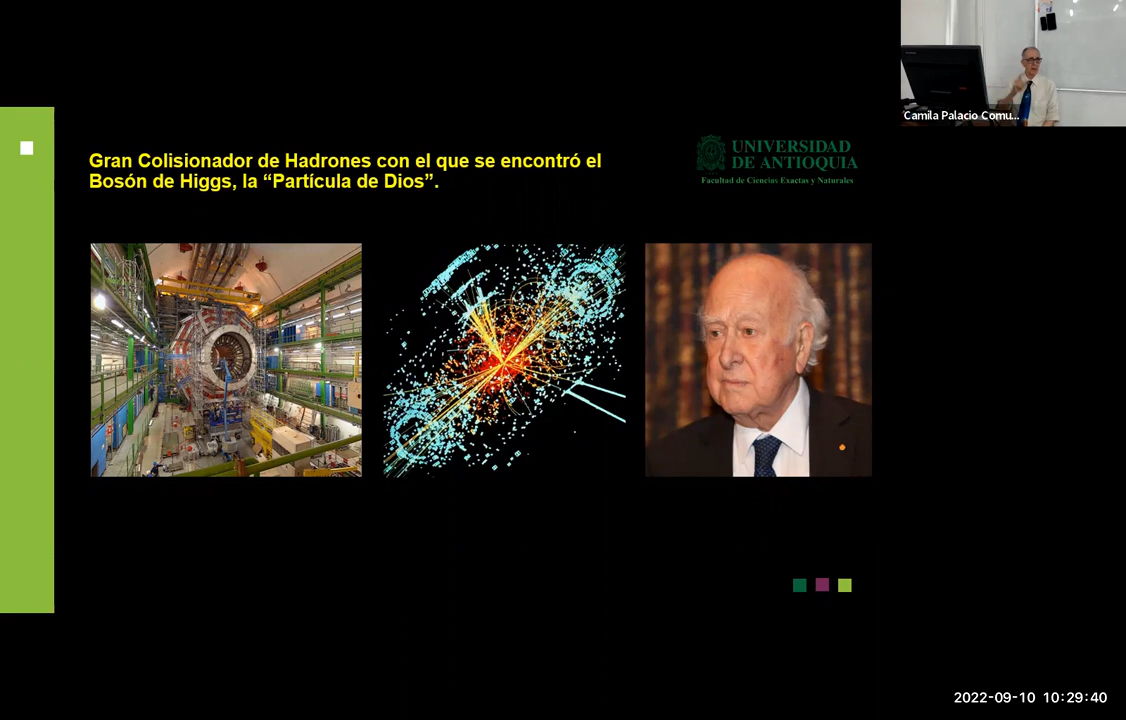 Camila Palacio Comu...
Gran Colisionador de Hadrones con el que se encontró el
Bosón de Higgs, la “Partícula de Dios”.
UNIVERSIDAD
DE ANTIOQUIA
Facultad de Ciencias Exactas y Naturales
2022-09-10 10:29:40